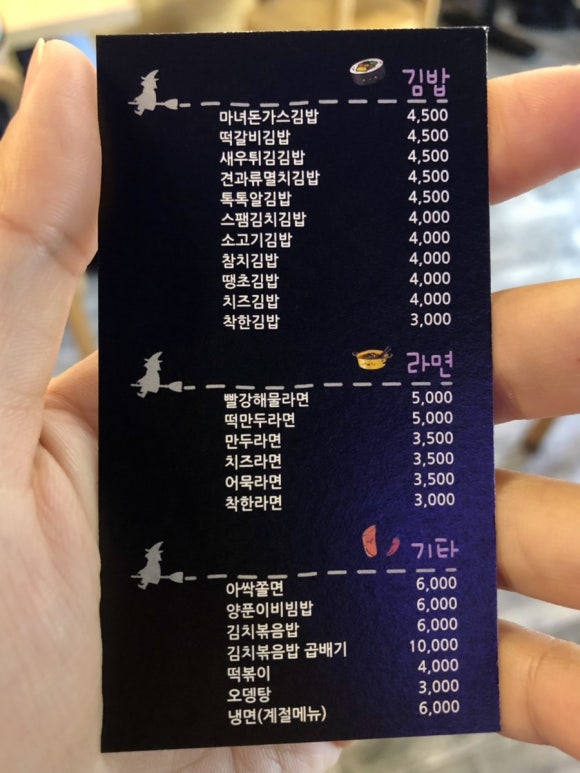 김밥
마녀돈가스김밥 4,500
떡갈비김밥 4,500
새우튀김김밥 4,500
견과류멸치김밥 4,500
톡톡알김밥 4,500
스팸김치김밥 4,000
소고기김밥 4,000
참치김밥 4,000
땡초김밥 4,000
치즈김밥 4,000
착한김밥 3,000
라면
빨강해물라면 5,000
떡만두라면 5,000
만두라면 3,500
치즈라면 3,500
어묵라면 3,500
착한라면 3,000
기타
아싹쫄면 6,000
양푼이비빔밥 6,000
김치볶음밥 6,000
김치볶음밥 곱배기 10,000
떡볶이 4,000
오뎅탕 3,000
냉면(계절메뉴) 6,000